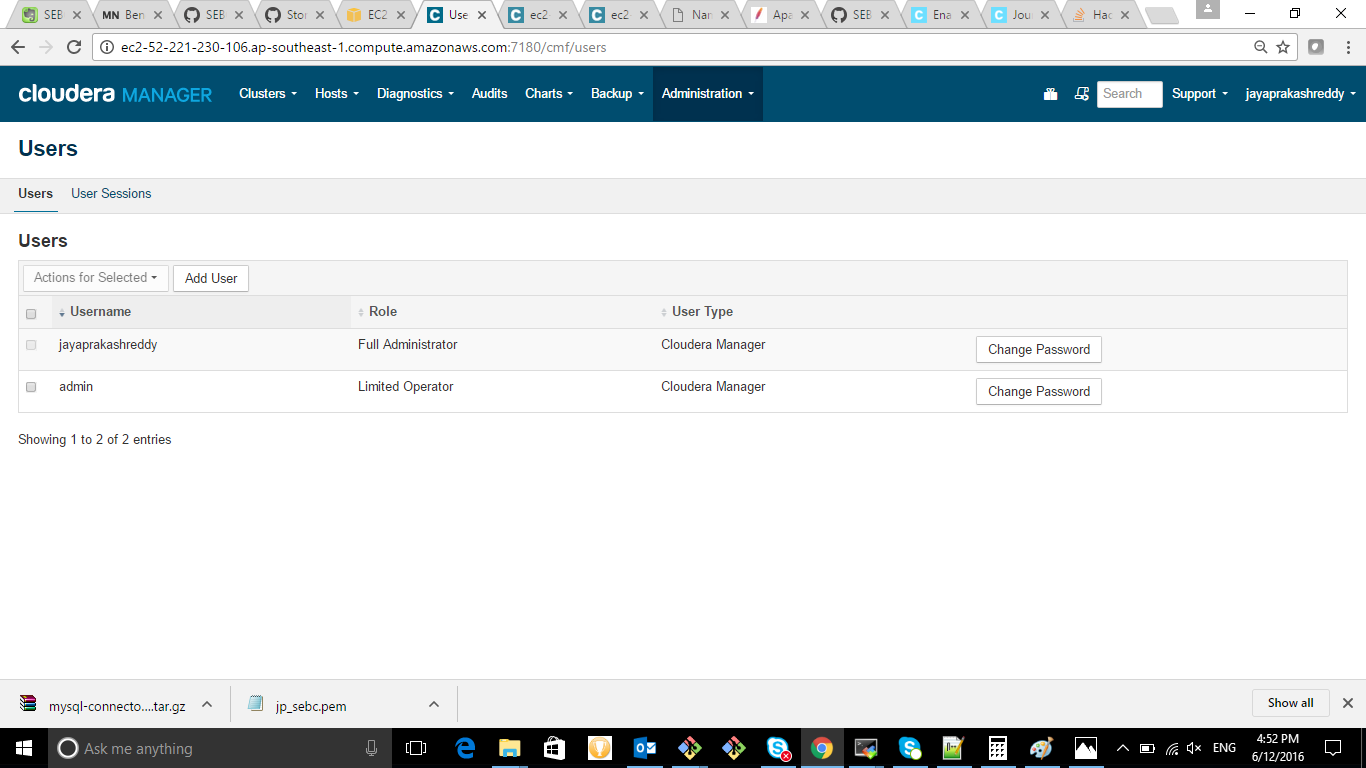 SEB MN Ben SEB Stor EC2 Use ec2 ec2 Nar Apa SEB Ena Jour Hac
ec2-52-221-230-106.ap-southeast-1.compute.amazonaws.com:7180/cmf/users
cloudera MANAGER Clusters Hosts Diagnostics Audits Charts Backup Administration Search Support jayaprakashreddy
Users
Users User Sessions
Users
Actions for Selected Add User
Username Role User Type
jayaprakashreddy Full Administrator Cloudera Manager Change Password
admin Limited Operator Cloudera Manager Change Password
Showing 1 to 2 of 2 entries
mysql-connecto....tar.gz jp_sebc.pem Show all
Ask me anything ENG 4:52 PM
6/12/2016